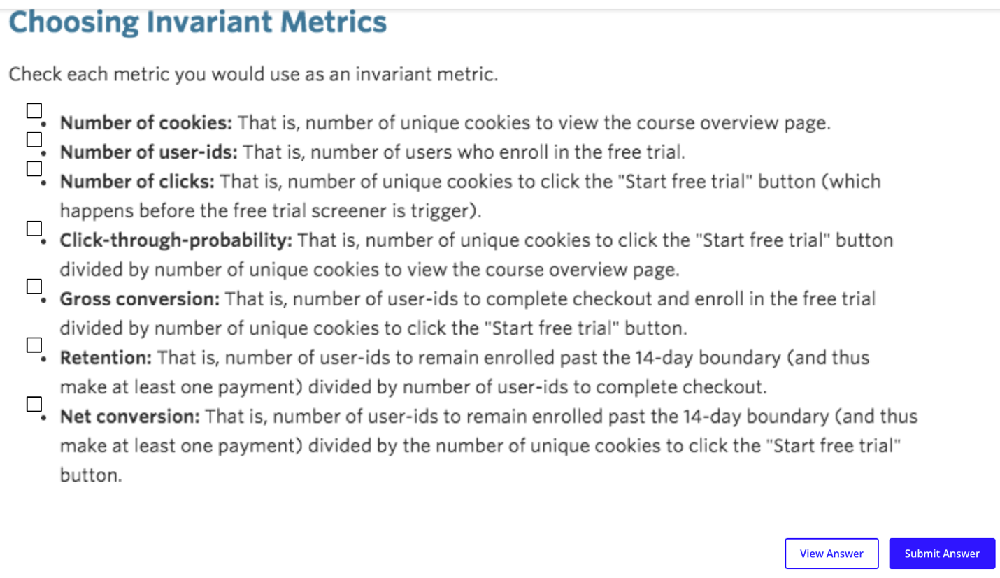 Choosing Invariant Metrics
Check each metric you would use as an invariant metric.
Number of cookies: That is, number of unique cookies to view the course overview page.
Number of user-ids: That is, number of users who enroll in the free trial.
Number of clicks: That is, number of unique cookies to click the "Start free trial" button (which
happens before the free trial screener is trigger).
Click-through-probability: That is, number of unique cookies to click the "Start free trial" button
divided by number of unique cookies to view the course overview page.
Gross conversion: That is, number of user-ids to complete checkout and enroll in the free trial
divided by number of unique cookies to click the "Start free trial" button.
Retention: That is, number of user-ids to remain enrolled past the 14-day boundary (and thus
make at least one payment) divided by number of user-ids to complete checkout.
Net conversion: That is, number of user-ids to remain enrolled past the 14-day boundary (and thus
make at least one payment) divided by the number of unique cookies to click the "Start free trial"
button.
View Answer
Submit Answer